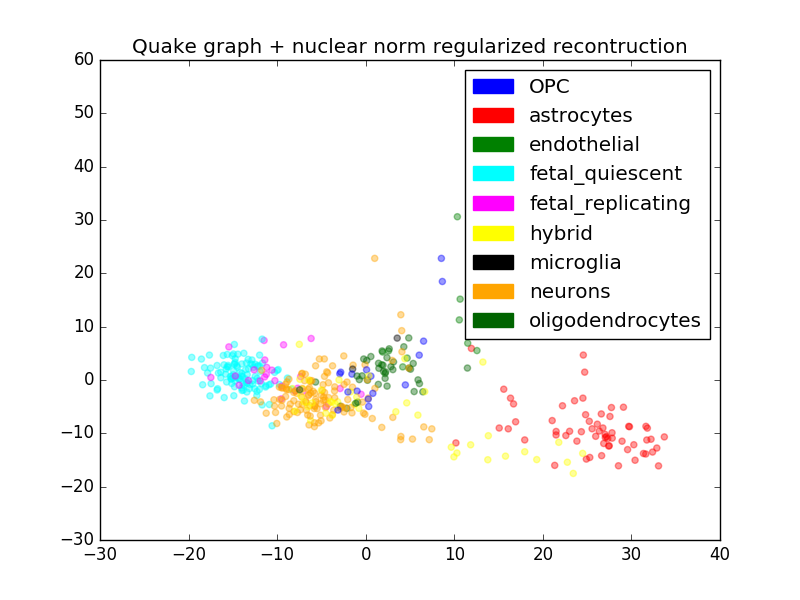 Quake graph + nuclear norm regularized recontruction
60
50
40
30
20
10
0
−10
−20
−30
−30 −20 −10 0 10 20 30 40
OPC
astrocytes
endothelial
fetal_quiescent
fetal_replicating
hybrid
microglia
neurons
oligodendrocytes